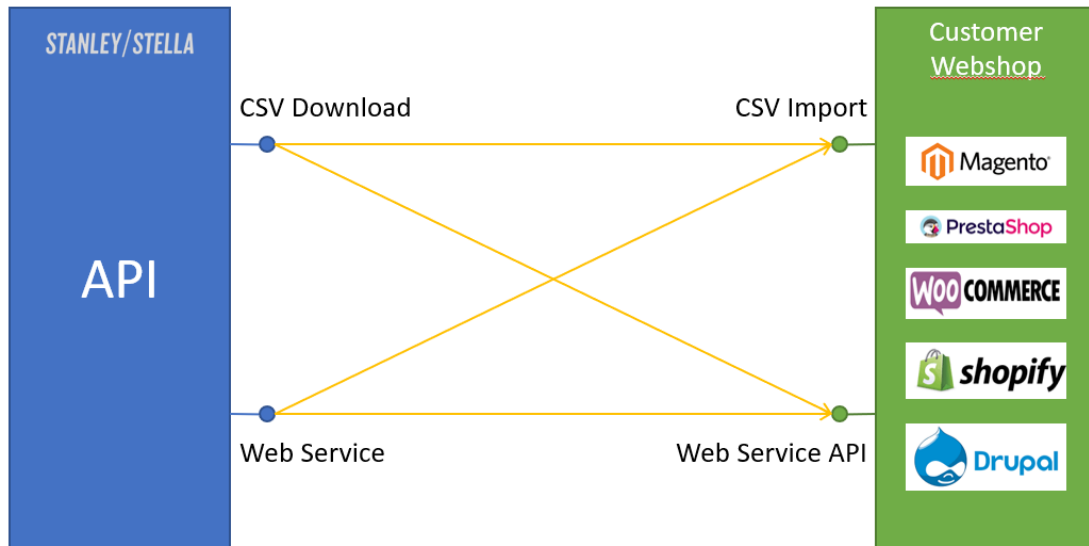 STANLEY/STELLA
API
CSV Download
Web Service
CSV Import
Web Service API
Customer
Webshop
Magento®
PrestaShop
WOO COMMERCE
shopify
Drupal